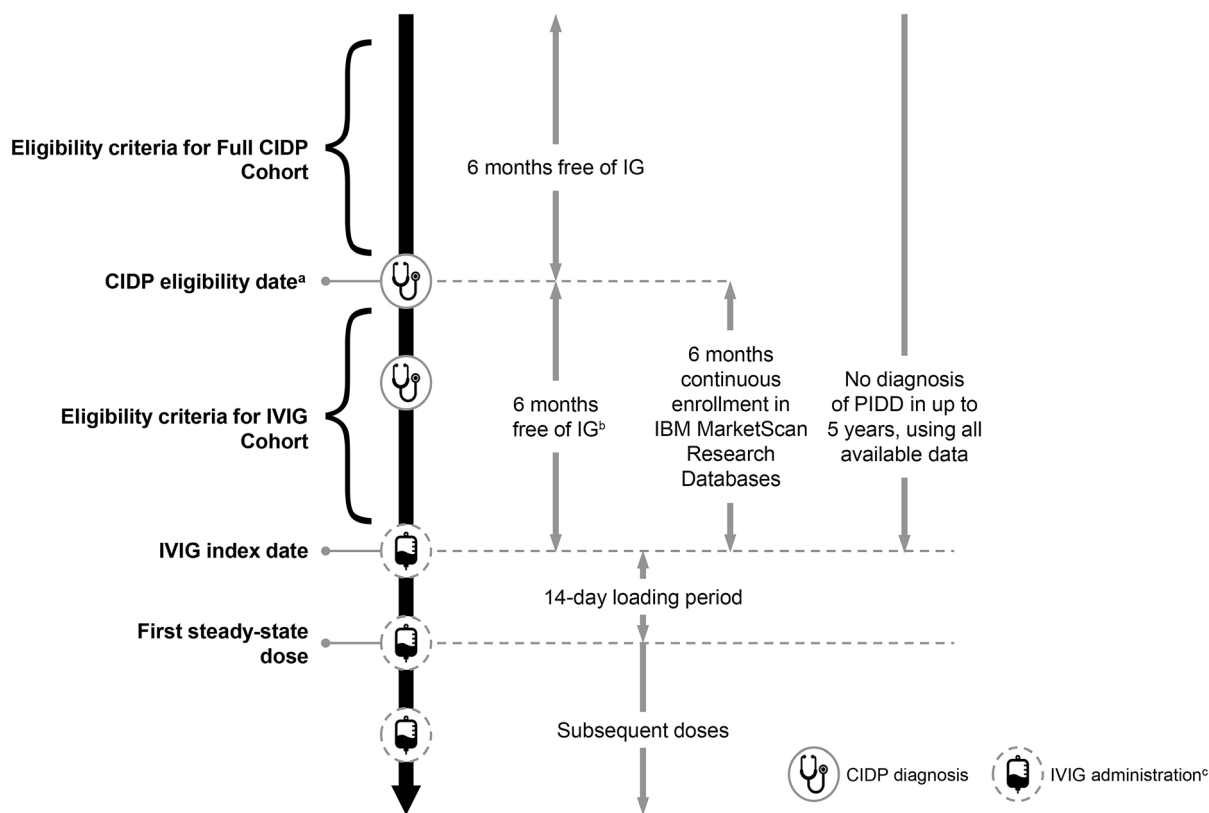 Eligibility criteria for Full CIDP
Cohort
6 months free of IG
CIDP eligibility dateᵃ
Eligibility criteria for IVIG
Cohort
6 months
free of IGᵇ
6 months
continuous
enrollment in
IBM MarketScan
Research
Databases
No diagnosis
of PIDD in up to
5 years, using all
available data
IVIG index date
14-day loading period
First steady-state
dose
Subsequent doses
CIDP diagnosis
IVIG administrationᶜ